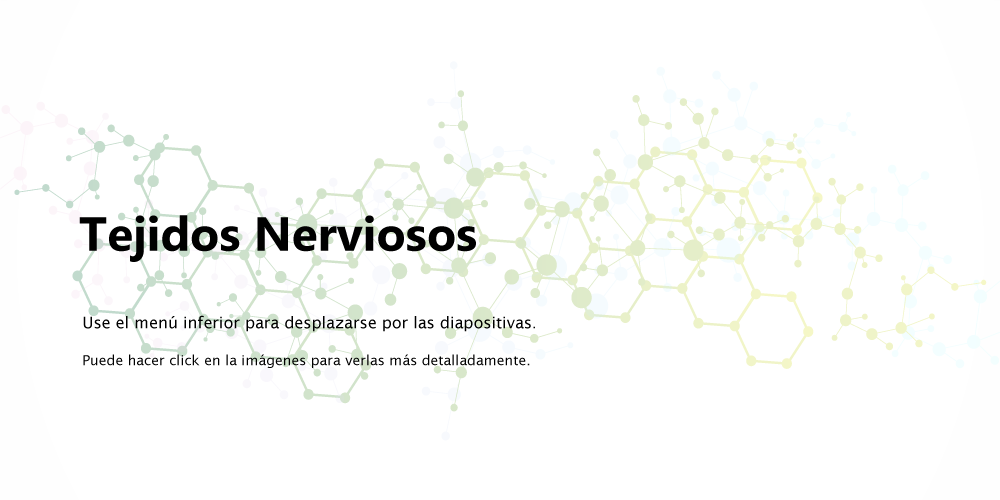 Tejidos Nerviosos
Use el menú inferior para desplazarse por las diapositivas.
Puede hacer click en la imágenes para verlas más detalladamente.